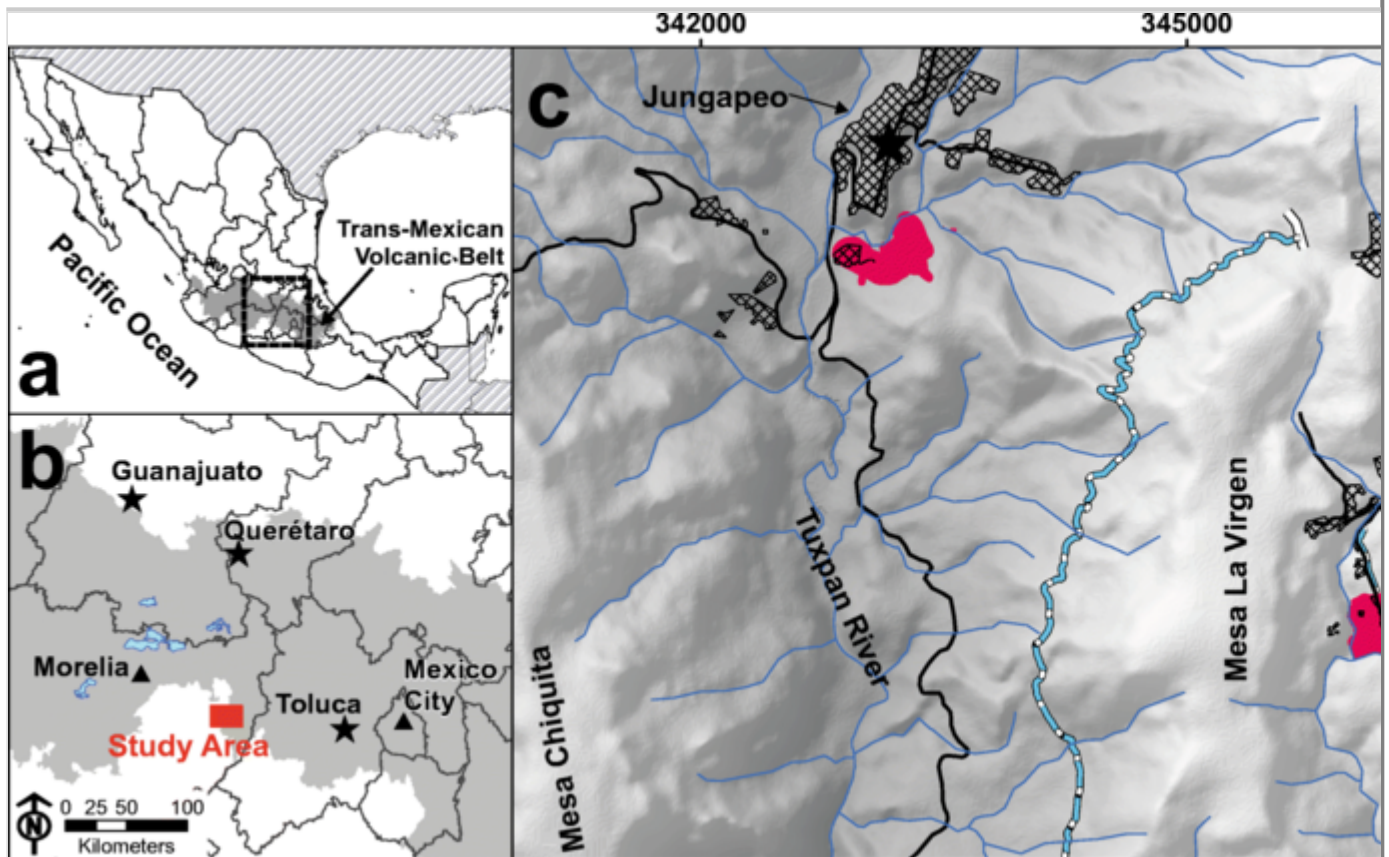 342000
345000
Trans-Mexican
Volcanic Belt
Pacific Ocean
a
b
Guanajuato
Querétaro
Morelia
Mexico
City
Toluca
Study Area
N
0 25 50 100
Kilometers
c
Jungapeo
Tuxpan River
Mesa La Virgen
Mesa Chiquita